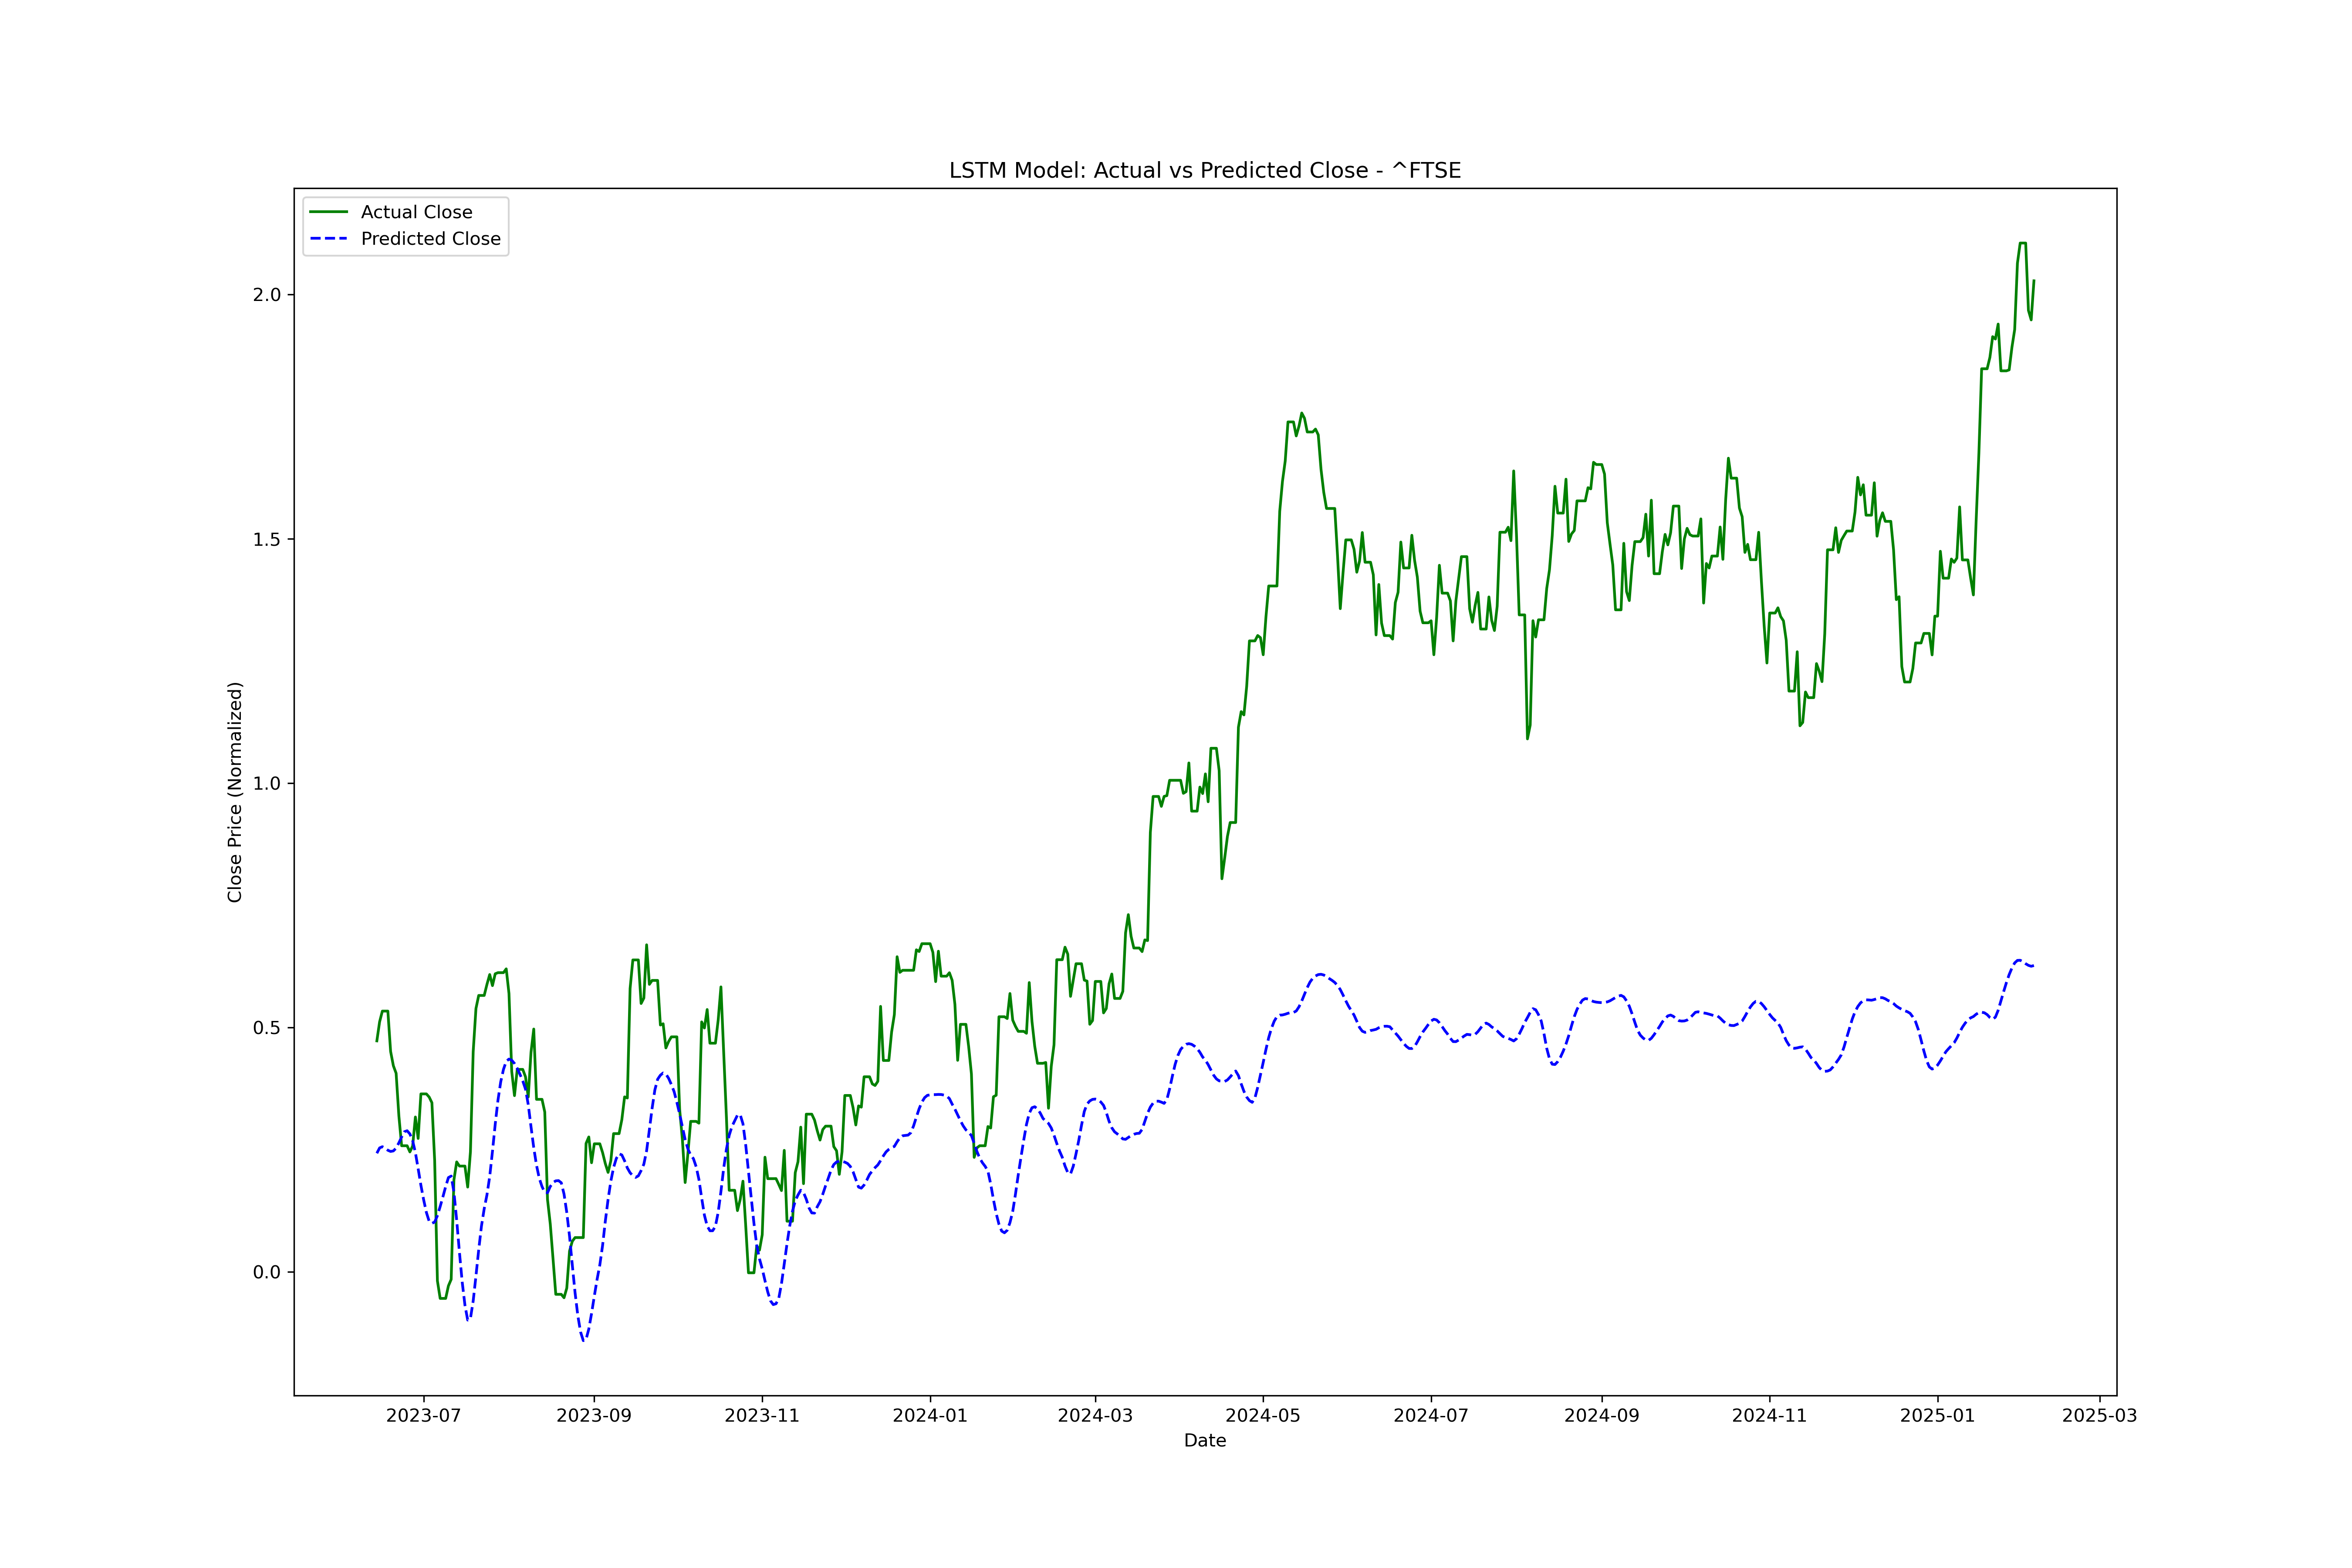 LSTM Model: Actual vs Predicted Close - ^FTSE
Actual Close
Predicted Close
Close Price (Normalized)
2.0
1.5
1.0
0.5
0.0
2023-07 2023-09 2023-11 2024-01 2024-03 2024-05 2024-07 2024-09 2024-11 2025-01 2025-03
Date